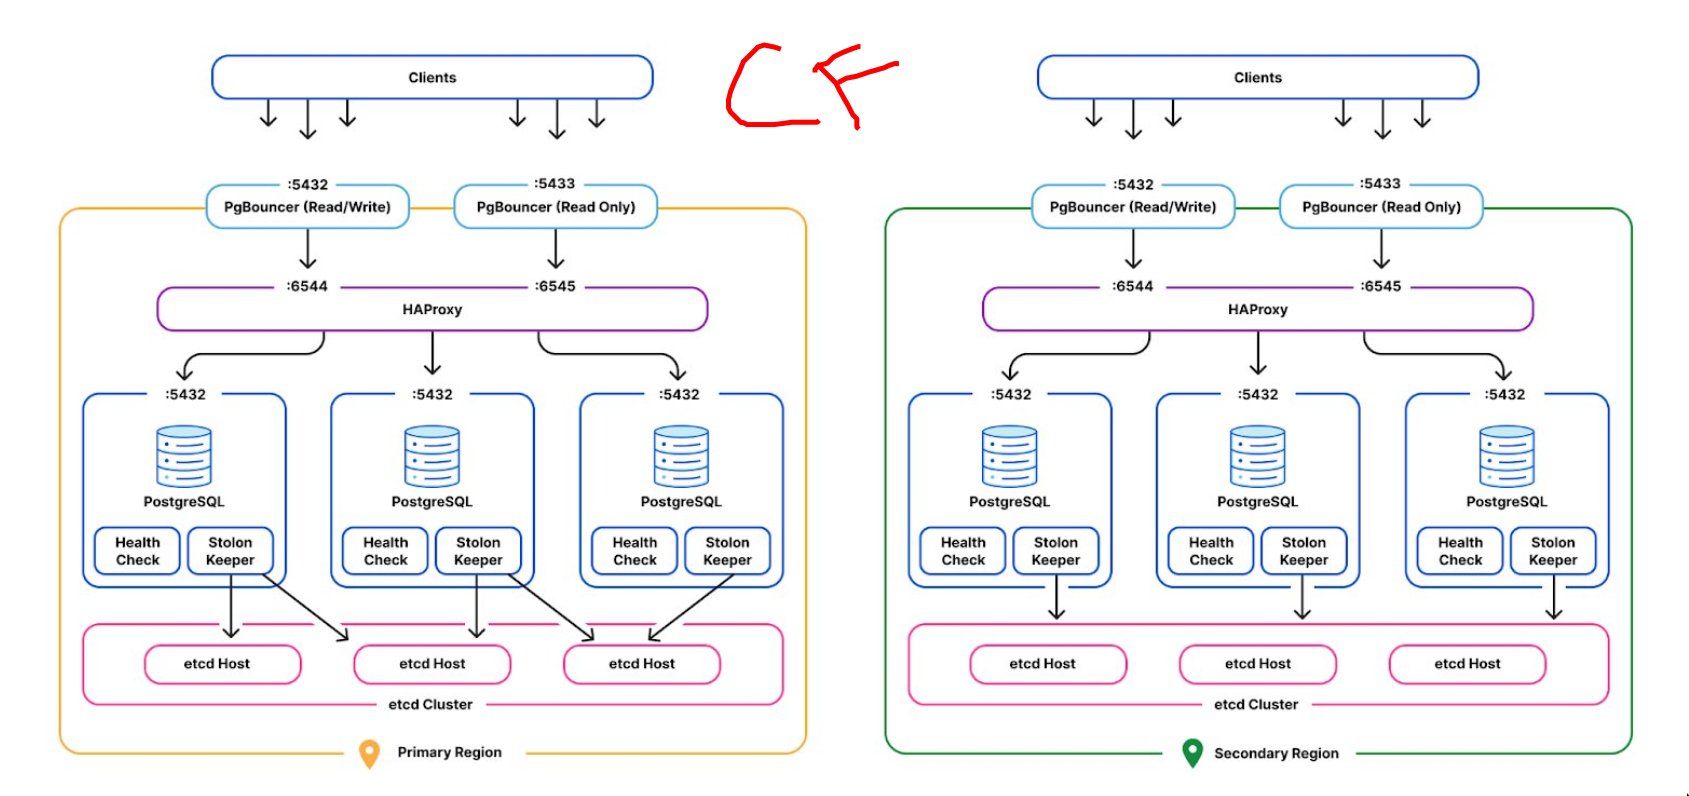 CF
Clients
Clients
:5432
:5433
:5432
:5433
PgBouncer (Read/Write)
PgBouncer (Read Only)
PgBouncer (Read/Write)
PgBouncer (Read Only)
:6544
:6545
:6544
:6545
HAProxy
HAProxy
:5432
:5432
:5432
:5432
:5432
:5432
PostgreSQL
PostgreSQL
PostgreSQL
PostgreSQL
PostgreSQL
PostgreSQL
Health
Check
Stolon
Keeper
Health
Check
Stolon
Keeper
Health
Check
Stolon
Keeper
Health
Check
Stolon
Keeper
Health
Check
Stolon
Keeper
Health
Check
Stolon
Keeper
etcd Host
etcd Host
etcd Host
etcd Host
etcd Host
etcd Host
etcd Cluster
etcd Cluster
Primary Region
Secondary Region